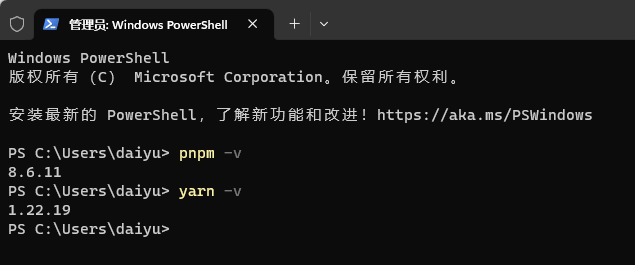 管理员: Windows PowerShell
Windows PowerShell
版权所有 (C)  Microsoft Corporation。保留所有权利。
安装最新的 PowerShell，了解新功能和改进！https://aka.ms/PSWindows
PS C:\Users\daiyu> pnpm -v
8.6.11
PS C:\Users\daiyu> yarn -v
1.22.19
PS C:\Users\daiyu>